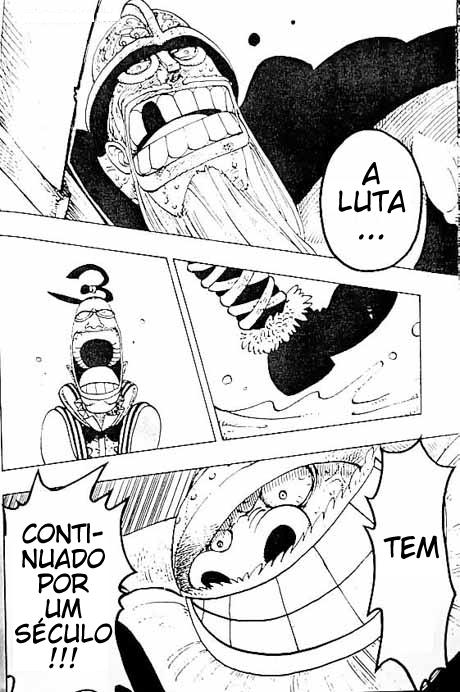 A
LUTA
...
TEM
CONTI-
NUADO
POR
UM
SÉCULO
!!!